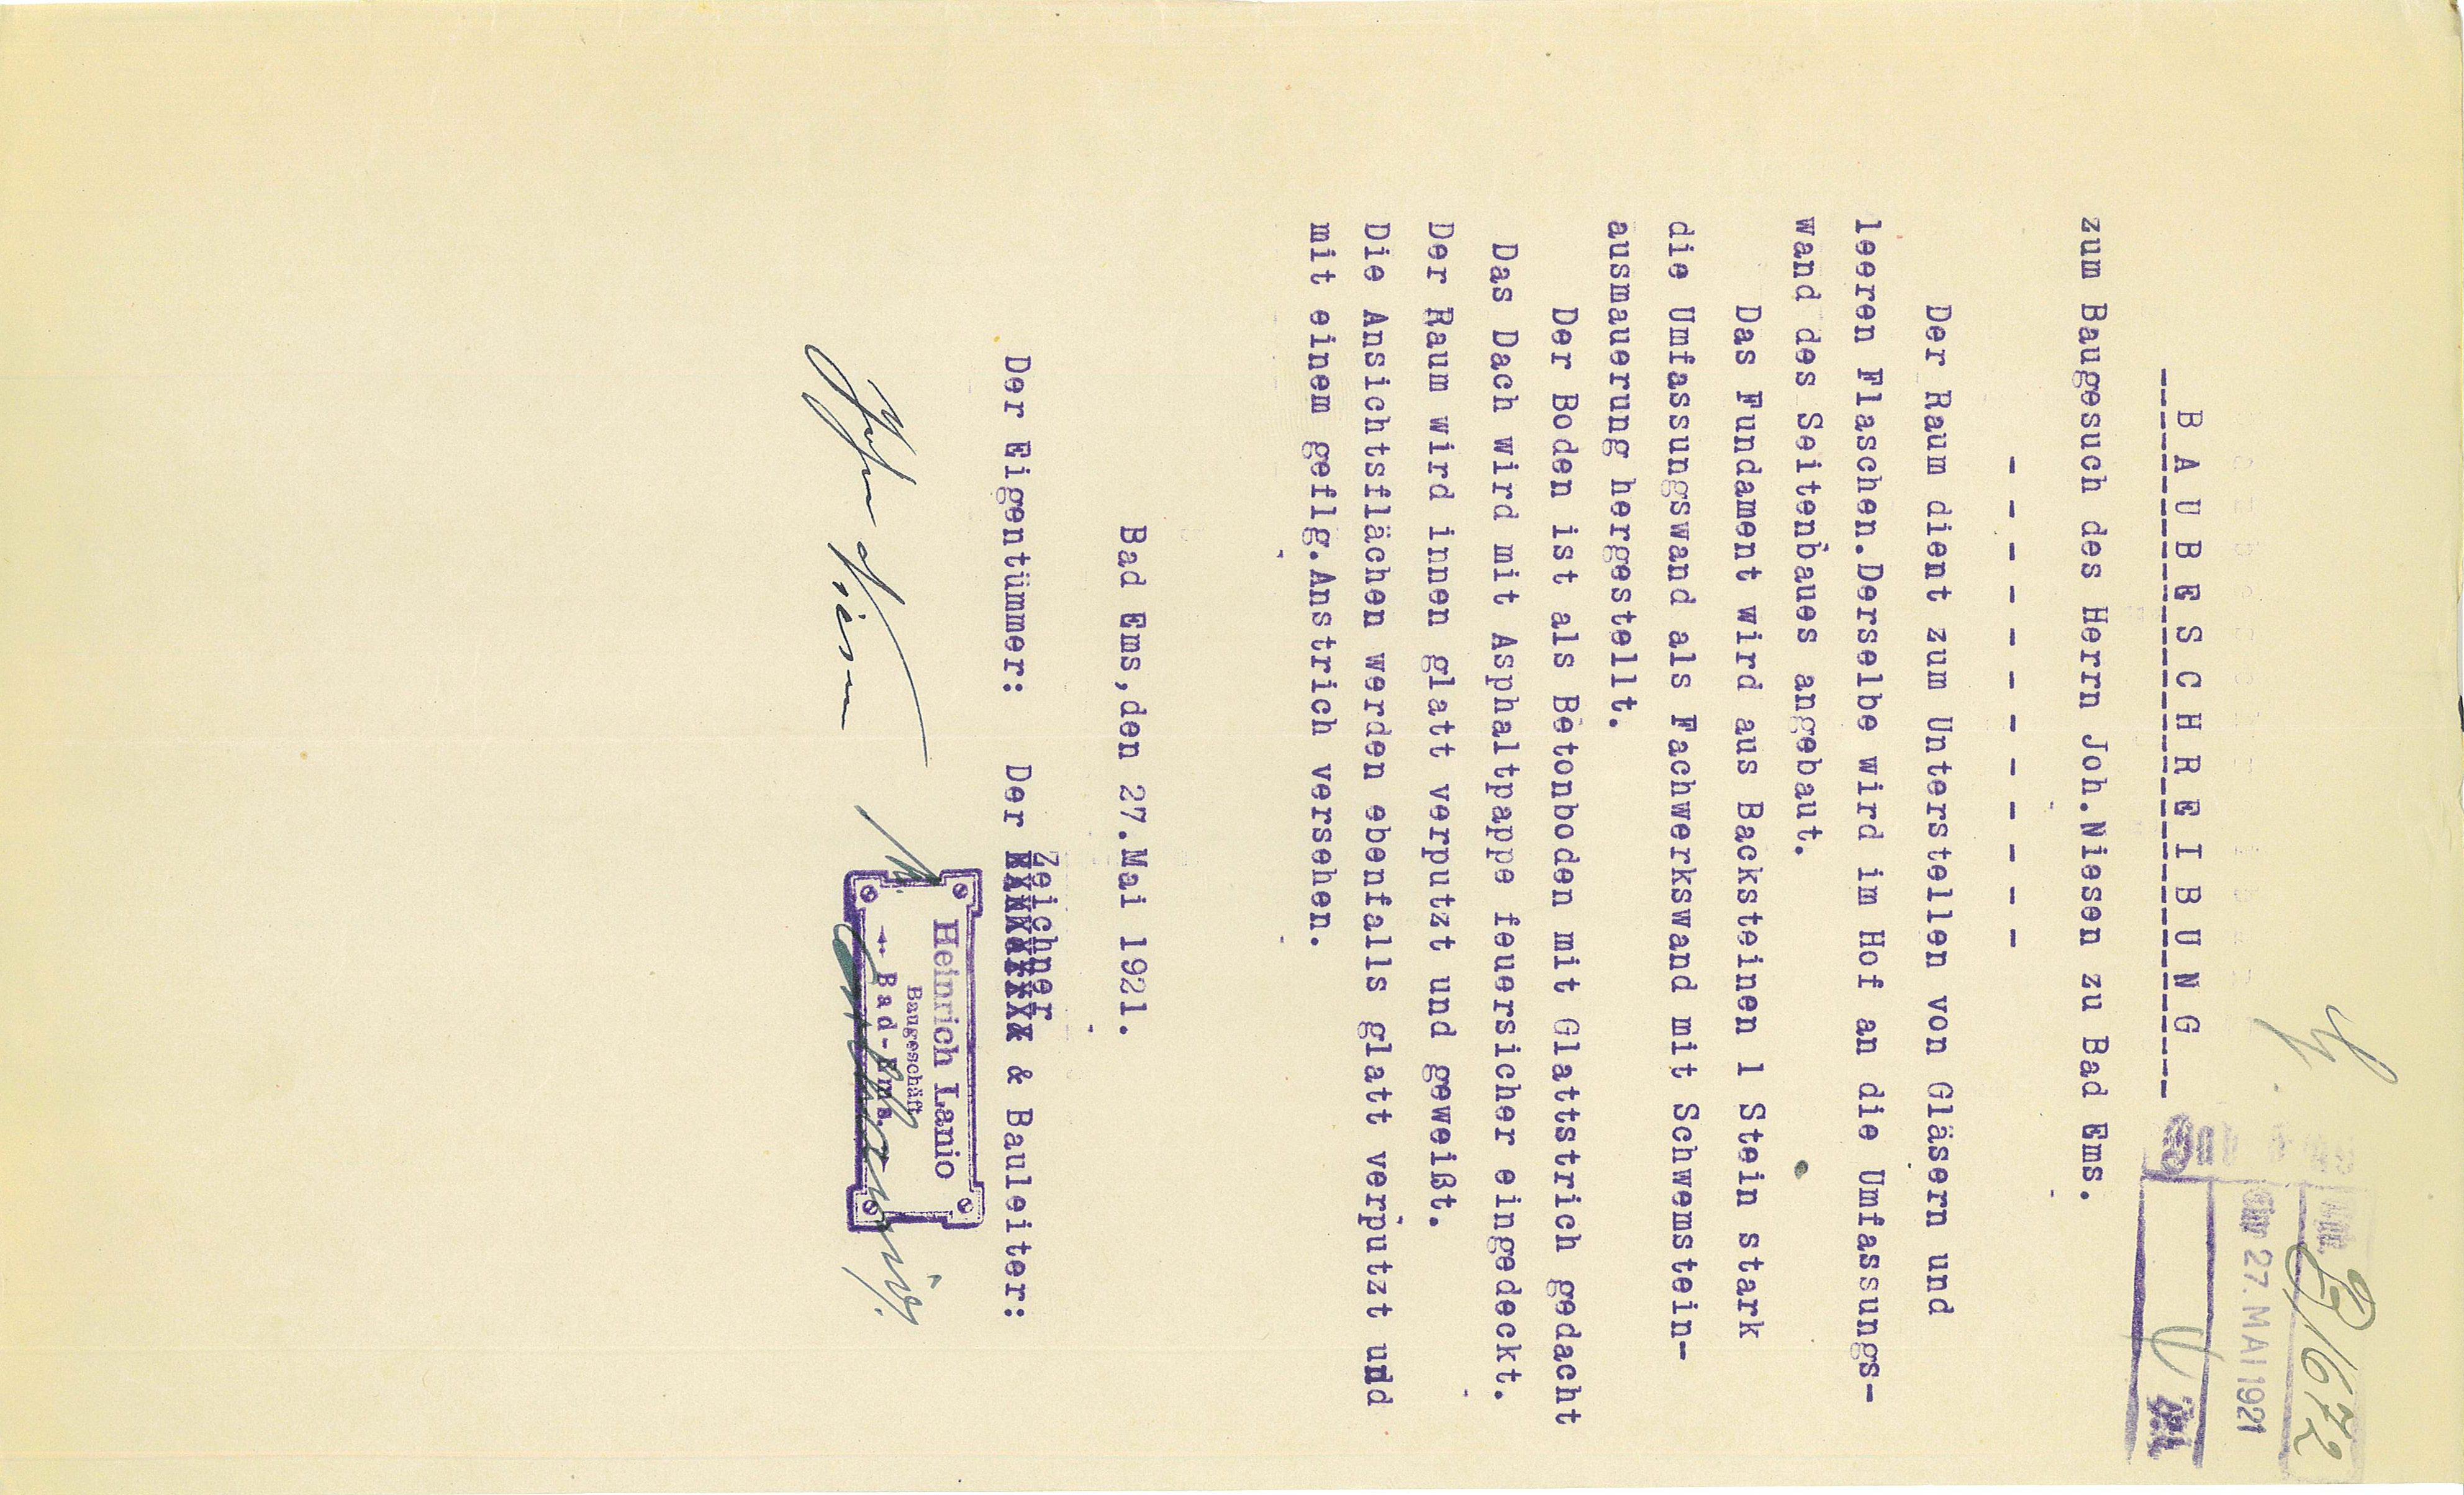 B 1672
27. MAI 1921
B A U B E S C H R E I B U N G
zum Baugesuch des Herrn Joh.Niesen zu Bad Ems.
- - - - - - - - - - - -
Der Raum dient zum Unterstellen von Gläsern und
leeren Flaschen.Derselbe wird im Hof an die Umfassungs-
wand des Seitenbaues angebaut.
Das Fundament wird aus Backsteinen 1 Stein stark
die Umfassungswand als Fachwerkswand mit Schwemstein-
ausmauerung hergestellt.
Der Boden ist als Betonboden mit Glattstrich gedacht
Das Dach wird mit Asphaltpappe feuersicher eingedeckt.
Der Raum wird innen glatt verputzt und geweißt.
Die Ansichtsflächen werden ebenfalls glatt verputzt und
mit einem geflg.Anstrich versehen.
Bad Ems,den 27.Mai 1921.
Zeichner
Der Eigentümmer: Der & Bauleiter:
Heinrich Lanio
Baugeschäft
Bad-Ems